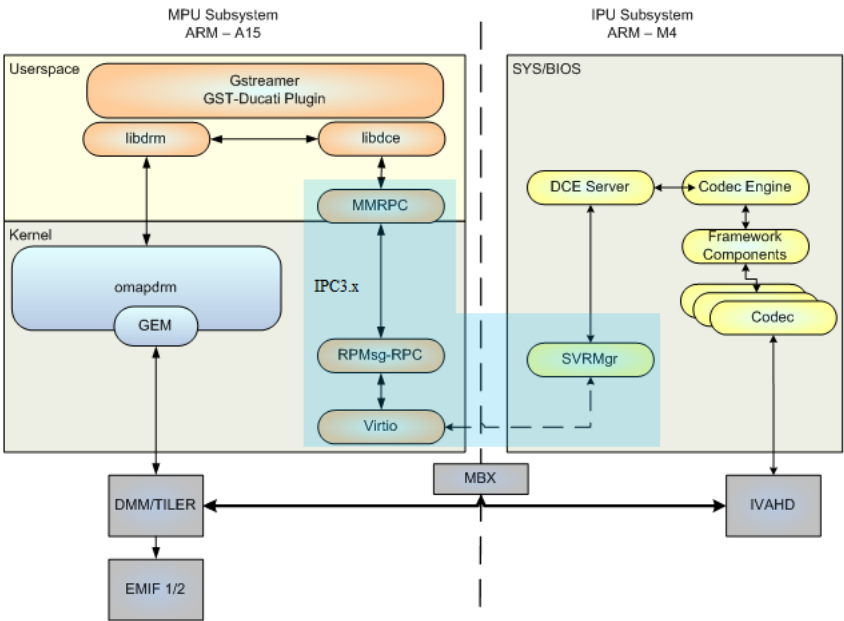 MPU Subsystem
ARM – A15
IPU Subsystem
ARM – M4
Userspace
Gstreamer
GST-Ducati Plugin
libdrm
libdce
MMRPC
Kernel
omapdrm
GEM
IPC3.x
RPMsg-RPC
Virtio
SYS/BIOS
DCE Server
Codec Engine
Framework
Components
Codec
SVRMgr
MBX
DMM/TILER
IVAHD
EMIF 1/2